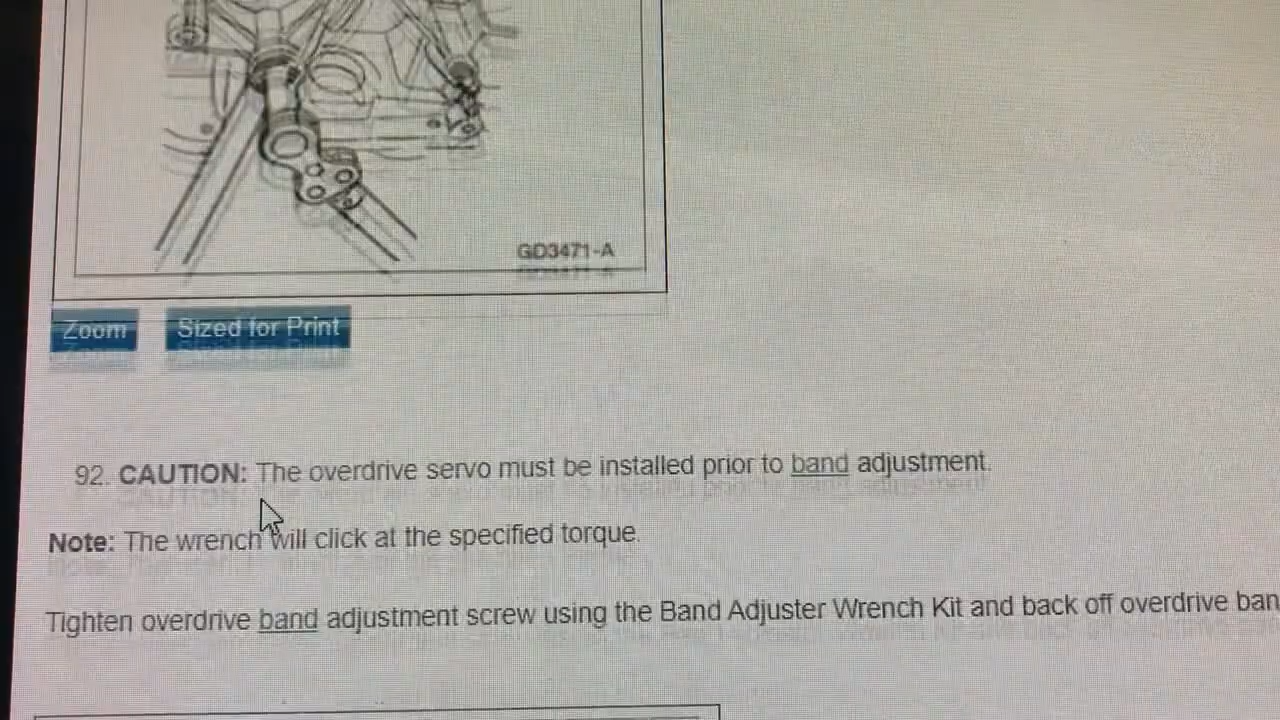 GD3471-A
Zoom
Sized for Print
92. CAUTION: The overdrive servo must be installed prior to band adjustment.
Note: The wrench will click at the specified torque.
Tighten overdrive band adjustment screw using the Band Adjuster Wrench Kit and back off overdrive ban